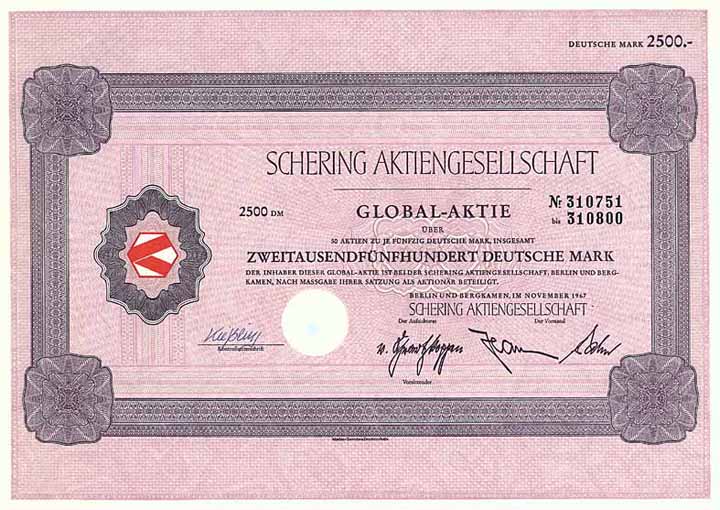 DEUTSCHE MARK 2500.-
SCHERING AKTIENGESELLSCHAFT
2500 DM GLOBAL-AKTIE Nr 310751
ÜBER bis 310800
50 AKTIEN ZU JE FÜNFZIG DEUTSCHE MARK, INSGESAMT
ZWEITAUSENDFÜNFHUNDERT DEUTSCHE MARK
DER INHABER DIESER GLOBAL-AKTIE IST BEI DER SCHERING AKTIENGESELLSCHAFT, BERLIN UND BERG-
KAMEN, NACH MASSGABE IHRER SATZUNG ALS AKTIONÄR BETEILIGT.
BERLIN UND BERGKAMEN, IM NOVEMBER 1967
SCHERING AKTIENGESELLSCHAFT
Der Aufsichtsrat Der Vorstand
Kontrollunterschrift
Vorsitzender